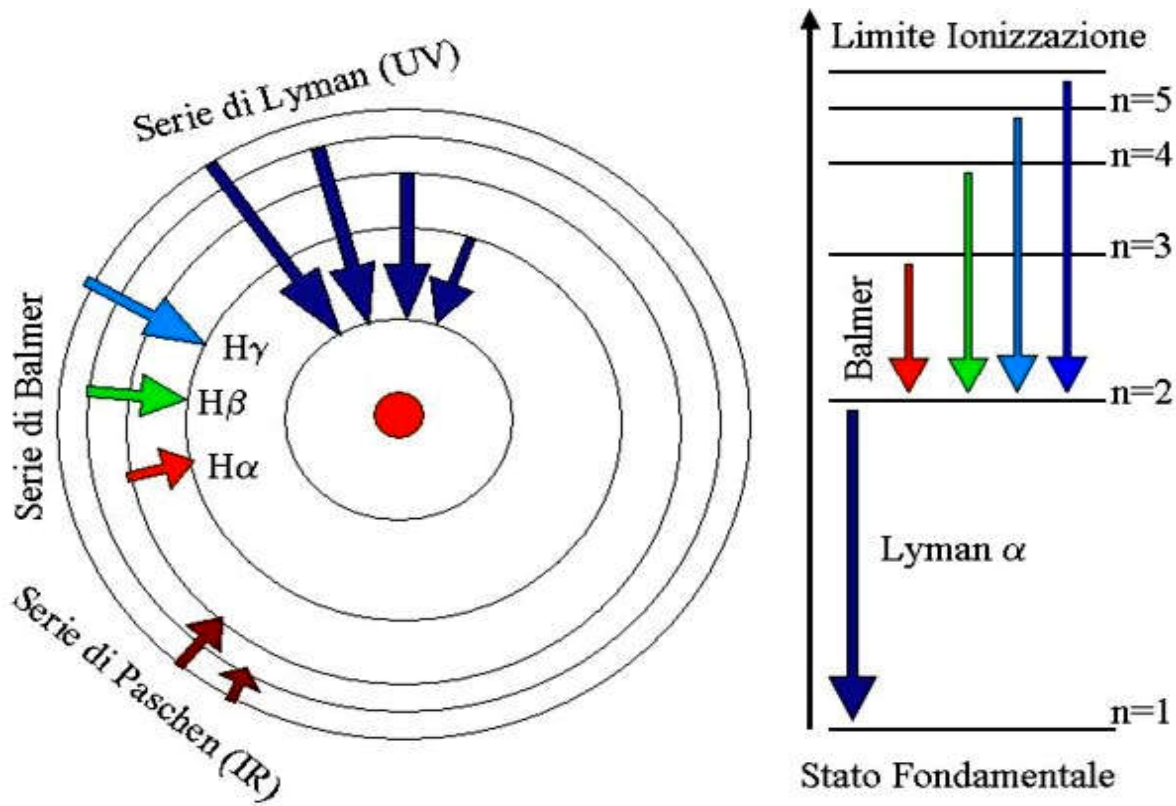 Serie di Lyman (UV)
Serie di Balmer
Hγ
Hβ
Hα
Serie di Paschen (IR)
Limite Ionizzazione
n=5
n=4
n=3
Balmer
n=2
Lyman α
n=1
Stato Fondamentale